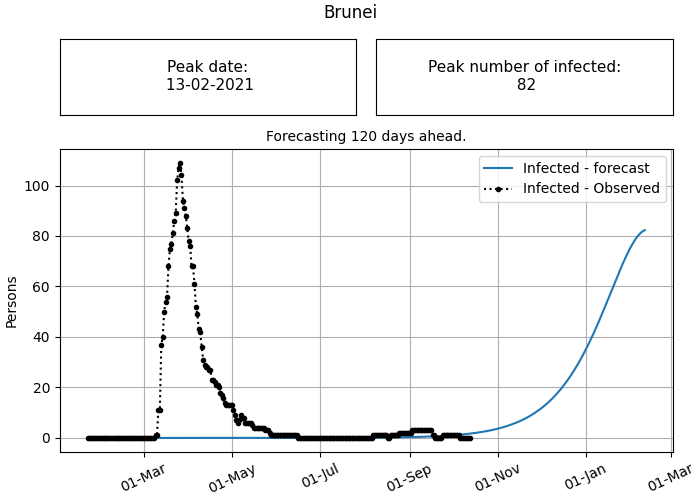 Brunei
Peak date:
13-02-2021
Peak number of infected:
82
Forecasting 120 days ahead.
Infected - forecast
Infected - Observed
Persons
100
80
60
40
20
0
01-Mar
01-May
01-Jul
01-Sep
01-Nov
01-Jan
01-Mar